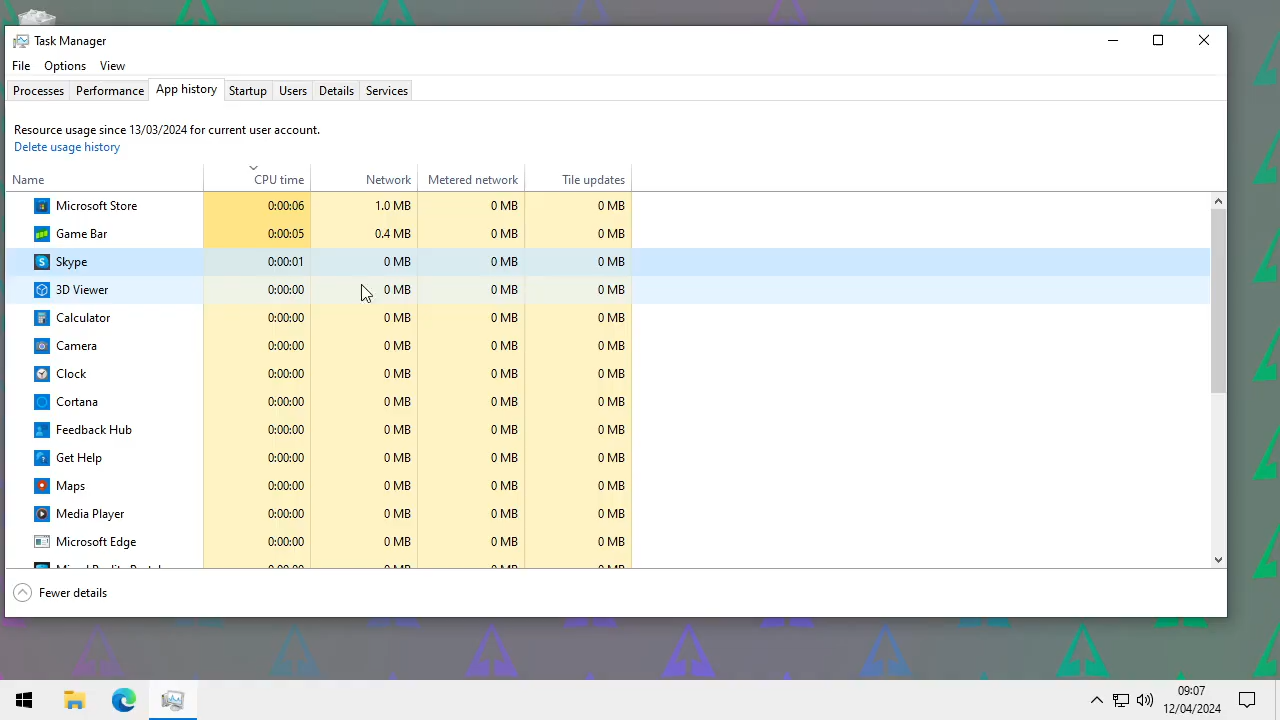 Task Manager
File Options View
Processes Performance App history Startup Users Details Services
Resource usage since 13/03/2024 for current user account.
Delete usage history
Name CPU time Network Metered network Tile updates
Microsoft Store 0:00:06 1.0 MB 0 MB 0 MB
Game Bar 0:00:05 0.4 MB 0 MB 0 MB
Skype 0:00:01 0 MB 0 MB 0 MB
3D Viewer 0:00:00 0 MB 0 MB 0 MB
Calculator 0:00:00 0 MB 0 MB 0 MB
Camera 0:00:00 0 MB 0 MB 0 MB
Clock 0:00:00 0 MB 0 MB 0 MB
Cortana 0:00:00 0 MB 0 MB 0 MB
Feedback Hub 0:00:00 0 MB 0 MB 0 MB
Get Help 0:00:00 0 MB 0 MB 0 MB
Maps 0:00:00 0 MB 0 MB 0 MB
Media Player 0:00:00 0 MB 0 MB 0 MB
Microsoft Edge 0:00:00 0 MB 0 MB 0 MB
Fewer details
09:07
12/04/2024